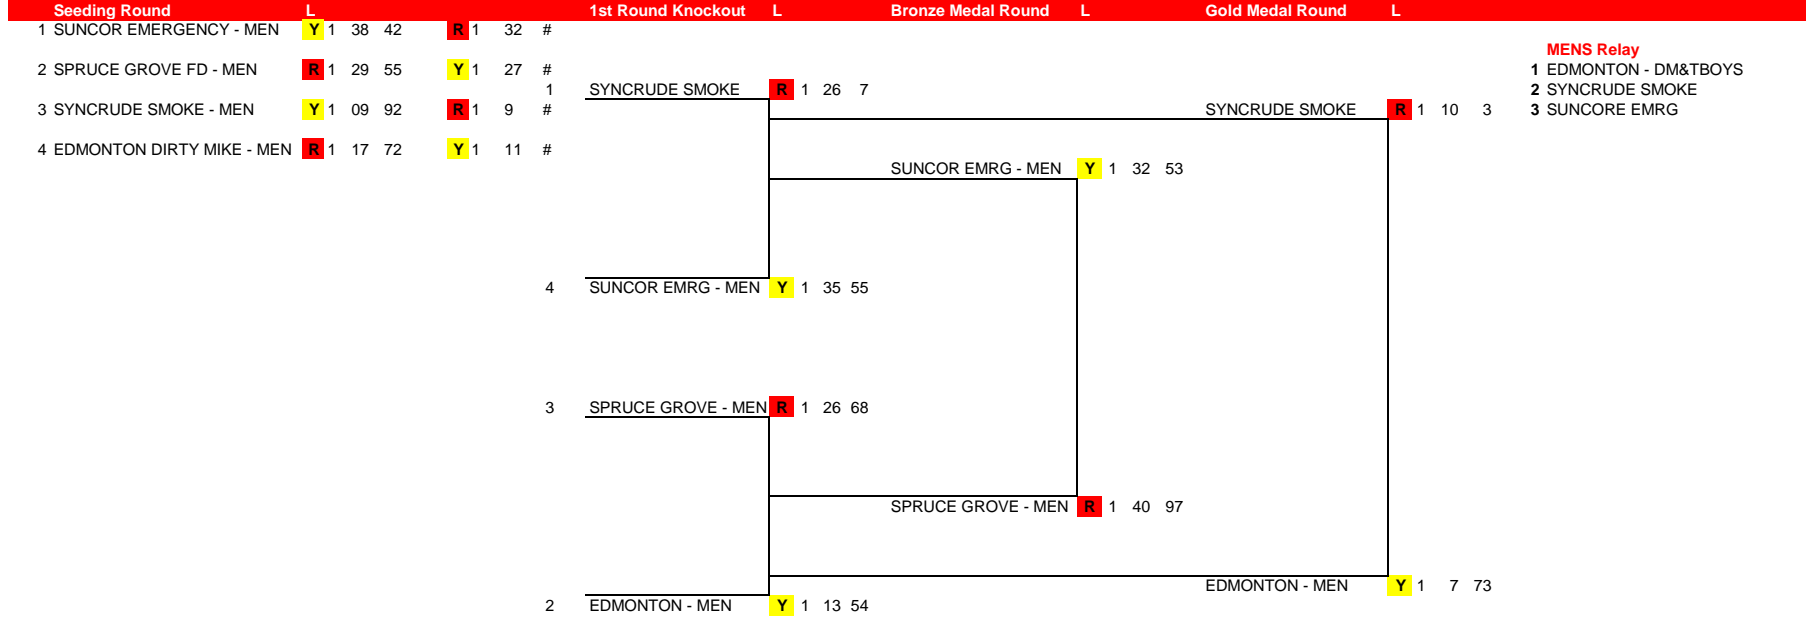 Seeding Round L 1st Round Knockout L Bronze Medal Round L Gold Medal Round L
1 SUNCOR EMERGENCY - MEN Y 1 38 42 R 1 32 #
MENS Relay
2 SPRUCE GROVE FD - MEN R 1 29 55 Y 1 27 # 1 EDMONTON - DM&TBOYS
1 SYNCRUDE SMOKE R 1 26 7 2 SYNCRUDE SMOKE
3 SYNCRUDE SMOKE - MEN Y 1 09 92 R 1 9 # SYNCRUDE SMOKE R 1 10 3 3 SUNCORE EMRG
4 EDMONTON DIRTY MIKE - MEN R 1 17 72 Y 1 11 #
SUNCOR EMRG - MEN Y 1 32 53
4 SUNCOR EMRG - MEN Y 1 35 55
3 SPRUCE GROVE - MEN R 1 26 68
SPRUCE GROVE - MEN R 1 40 97
EDMONTON - MEN Y 1 7 73
2 EDMONTON - MEN Y 1 13 54